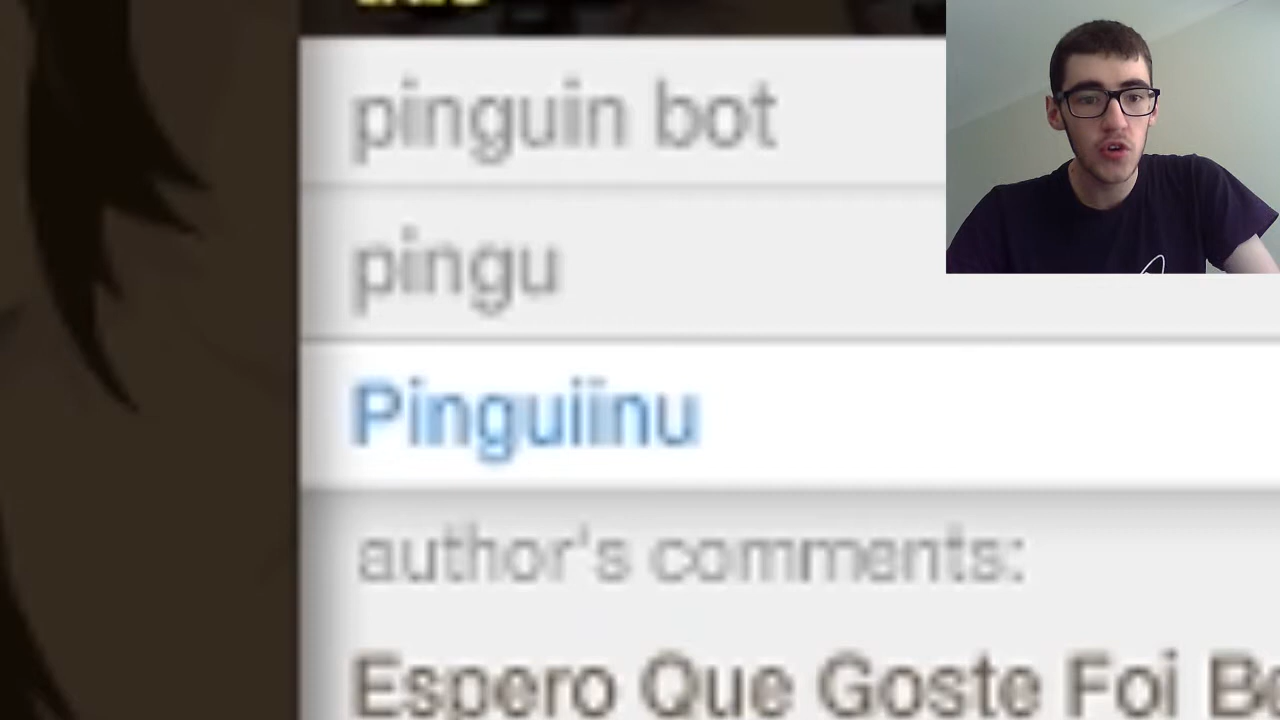 pinguin bot
pingu
Pinguiinu
author's comments:
Espero Que Goste Foi